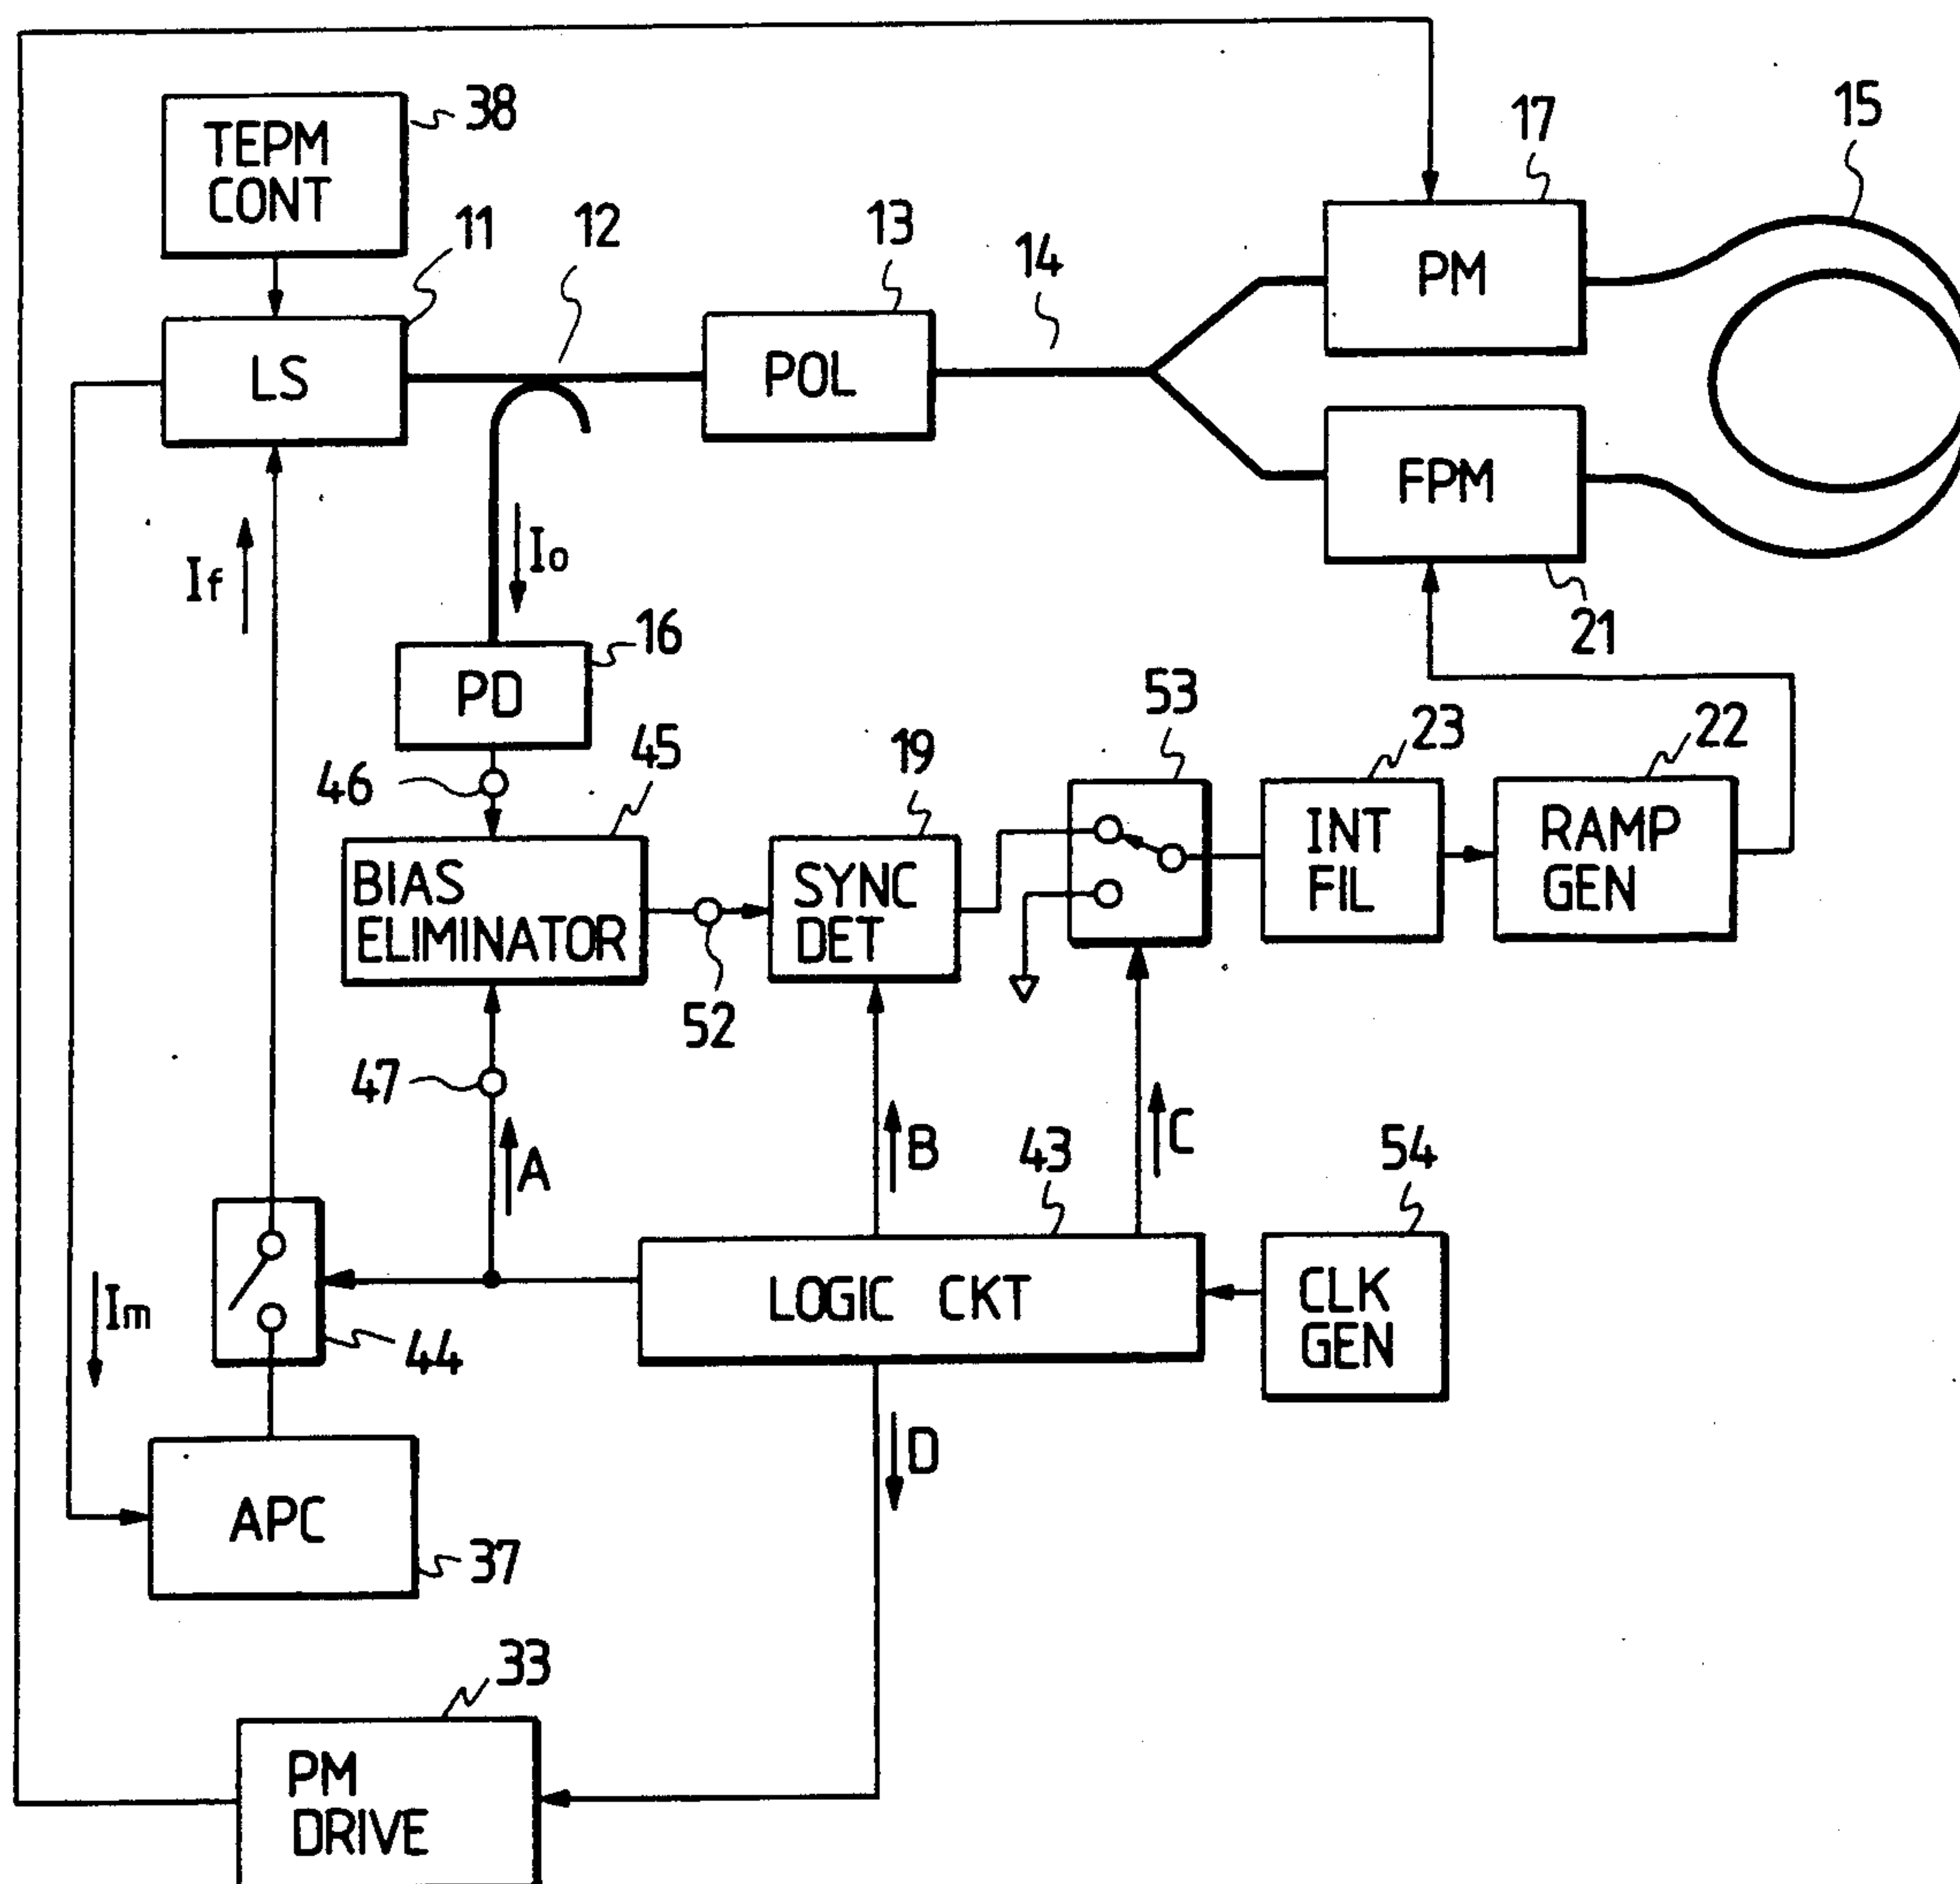 38
TEPM
CONT
17
15
11
12
13
14
PM
LS
POL
FPM
If
Io
16
21
PD
53
46
45
19
23
22
BIAS
ELIMINATOR
SYNC
DET
INT
FIL
RAMP
GEN
52
47
A
B
43
C
54
LOGIC CKT
CLK
GEN
Im
44
D
APC
37
33
PM
DRIVE